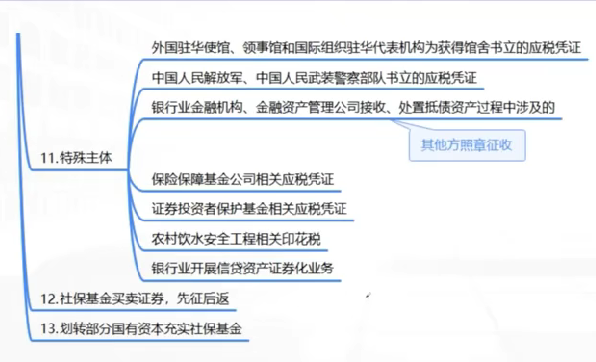 外国驻华使馆、领事馆和国际组织驻华代表机构为获得馆舍书立的应税凭证
中国人民解放军、中国人民武装警察部队书立的应税凭证
银行业金融机构、金融资产管理公司接收、处置抵债资产过程中涉及的
其他方照章征收
11.特殊主体
保险保障基金公司相关应税凭证
证券投资者保护基金相关应税凭证
农村饮水安全工程相关印花税
银行业开展信贷资产证券化业务
12.社保基金买卖证券，先征后返
13.划转部分国有资本充实社保基金